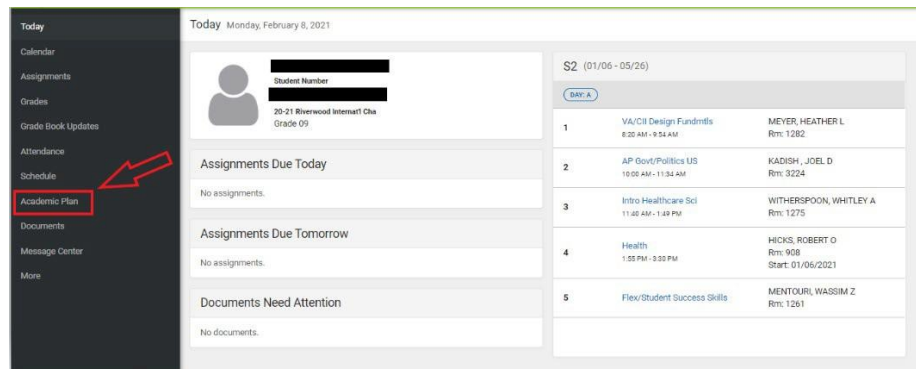 Today
Calendar
Assignments
Grades
Grade Book Updates
Attendance
Schedule
Academic Plan
Documents
Message Center
More
Today Monday, February 8, 2021
Student Number
20-21 Riverwood Internat'l Cha
Grade 09
Assignments Due Today
No assignments.
Assignments Due Tomorrow
No assignments.
Documents Need Attention
No documents.
S2 (01/06 - 05/26)
DAY: A
1 VA/CII Design Fundmtls MEYER, HEATHER L
8:20 AM - 9:54 AM Rm: 1282
2 AP Govt/Politics US KADISH , JOEL D
10:00 AM - 11:34 AM Rm: 3224
3 Intro Healthcare Sci WITHERSPOON, WHITLEY A
11:40 AM - 1:49 PM Rm: 1275
4 Health HICKS, ROBERT O
1:55 PM - 3:30 PM Rm: 908
Start: 01/06/2021
5 Flex/Student Success Skills MENTOURI, WASSIM Z
Rm: 1261